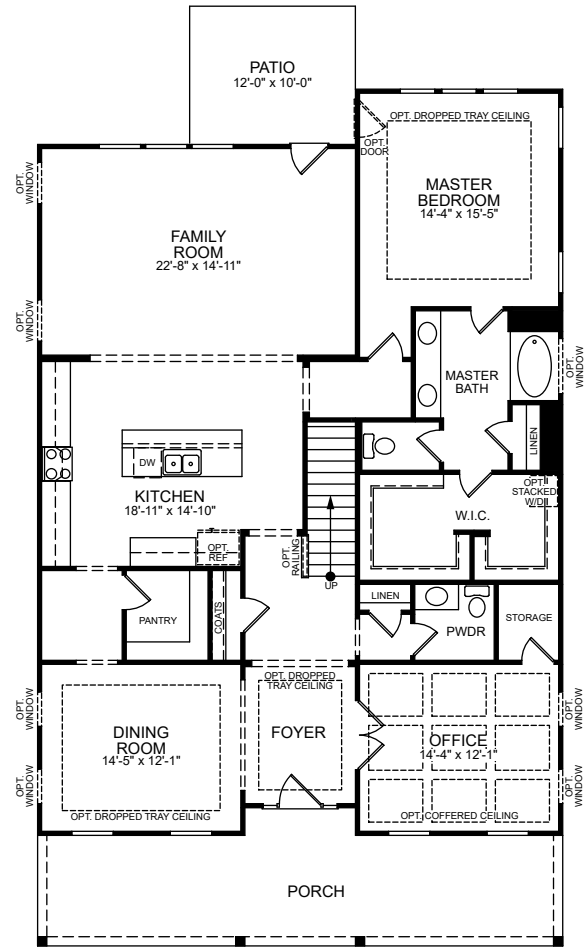 PATIO
12'-0" x 10'-0"
OPT. DROPPED TRAY CEILING
OPT.
DOOR
MASTER
BEDROOM
14'-4" x 15'-5"
OPT.
WINDOW
FAMILY
ROOM
22'-8" x 14'-11"
OPT.
WINDOW
MASTER
BATH
OPT.
WINDOW
LINEN
DW
KITCHEN
18'-11" x 14'-10"
OPT.
STACKED
W/D
W.I.C.
OPT.
REF
OPT.
RAILING
UP
LINEN
PANTRY
COATS
PWDR
STORAGE
OPT. DROPPED
TRAY CEILING
OPT.
WINDOW
OPT.
WINDOW
DINING
ROOM
14'-5" x 12'-1"
FOYER
OFFICE
14'-4" x 12'-1"
OPT.
WINDOW
OPT.
WINDOW
OPT. DROPPED TRAY CEILING
OPT. COFFERED CEILING
PORCH